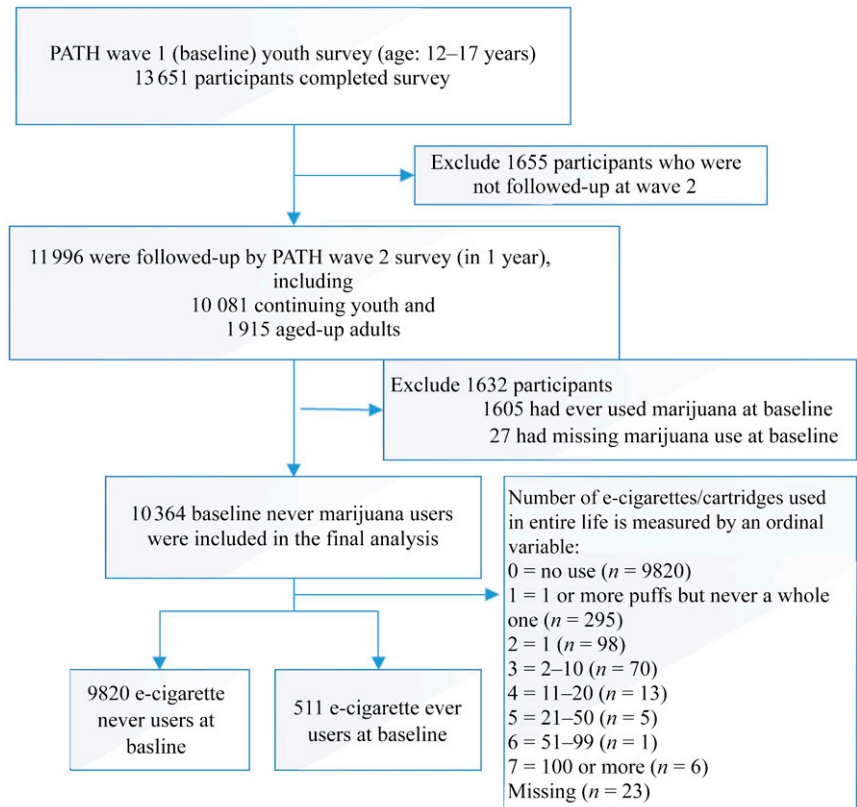 PATH wave 1 (baseline) youth survey (age: 12–17 years)
13 651 participants completed survey
Exclude 1655 participants who were
not followed-up at wave 2
11 996 were followed-up by PATH wave 2 survey (in 1 year),
including
10 081 continuing youth and
1 915 aged-up adults
Exclude 1632 participants
1605 had ever used marijuana at baseline
27 had missing marijuana use at baseline
10 364 baseline never marijuana users
were included in the final analysis
Number of e-cigarettes/cartridges used
in entire life is measured by an ordinal
variable:
0 = no use (n = 9820)
1 = 1 or more puffs but never a whole
one (n = 295)
2 = 1 (n = 98)
3 = 2–10 (n = 70)
4 = 11–20 (n = 13)
5 = 21–50 (n = 5)
6 = 51–99 (n = 1)
7 = 100 or more (n = 6)
Missing (n = 23)
9820 e-cigarette
never users at
basline
511 e-cigarette ever
users at baseline